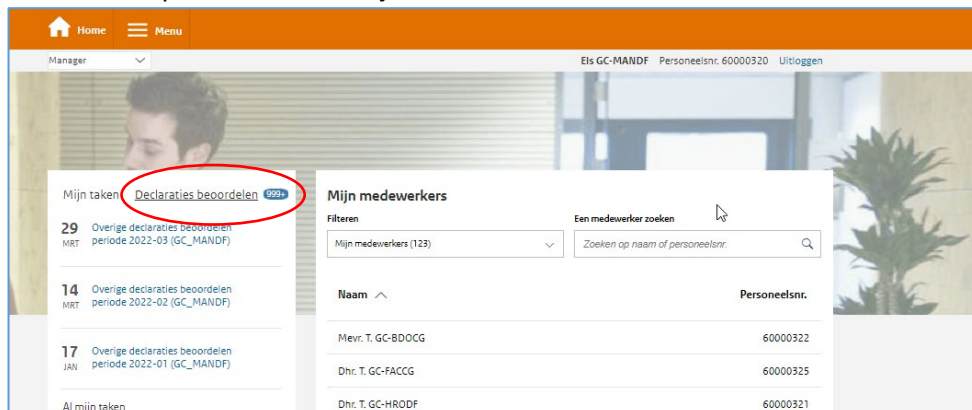 Home Menu
Manager
Els GC-MANDF Personeelsnr. 60000320 Uitloggen
Mijn taken Declaraties beoordelen 999+
29 MRT
Overige declaraties beoordelen
periode 2022-03 (GC_MANDF)
14 MRT
Overige declaraties beoordelen
periode 2022-02 (GC_MANDF)
17 JAN
Overige declaraties beoordelen
periode 2022-01 (GC_MANDF)
Al mijn taken
Mijn medewerkers
Filteren
Een medewerker zoeken
Mijn medewerkers (123)
Zoeken op naam of personeelsnr.
Naam Personeelsnr.
Mevr. T. GC-BDOCG 60000322
Dhr. T. GC-FACCG 60000325
Dhr. T. GC-HRODF 60000321